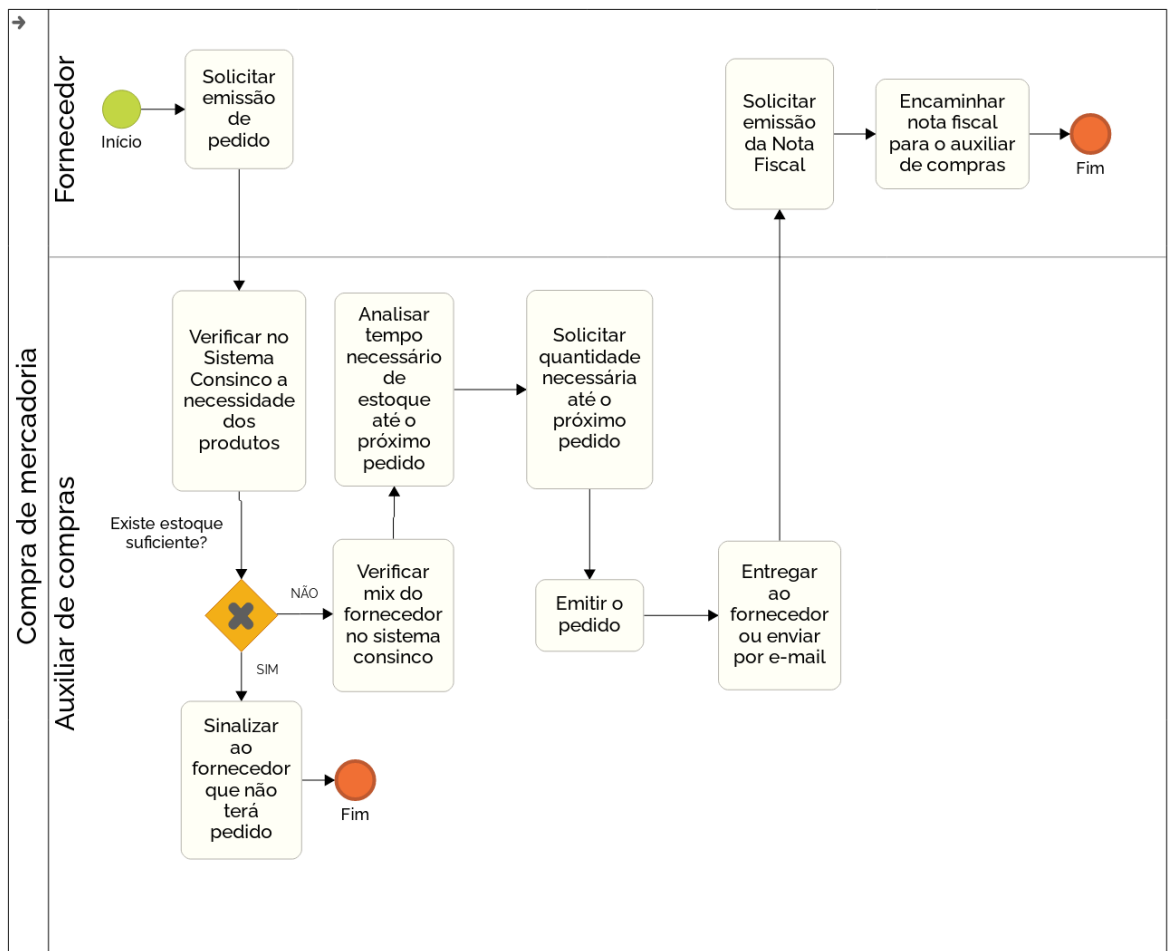 Compra de mercadoria
Fornecedor
Início
Solicitar
emissão
de
pedido
Solicitar
emissão
da Nota
Fiscal
Encaminhar
nota fiscal
para o auxiliar
de compras
Fim
Auxiliar de compras
Verificar no
Sistema
Consinco a
necessidade
dos
produtos
Existe estoque
suficiente?
NÃO
SIM
Sinalizar
ao
fornecedor
que não
terá
pedido
Fim
Verificar
mix do
fornecedor
no sistema
consinco
Analisar
tempo
necessário
de
estoque
até o
próximo
pedido
Solicitar
quantidade
necessária
até o
próximo
pedido
Emitir o
pedido
Entregar
ao
fornecedor
ou enviar
por e-mail